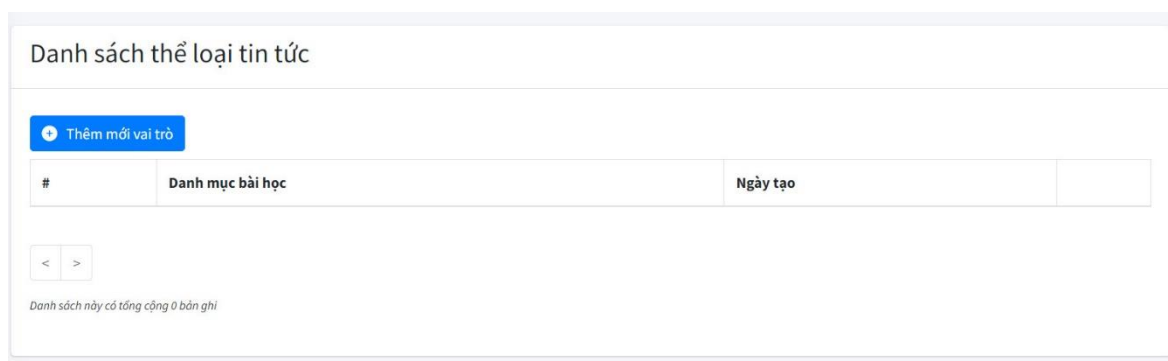 Danh sách thể loại tin tức
Thêm mới vai trò
# Danh mục bài học Ngày tạo
< >
Danh sách này có tổng cộng 0 bản ghi